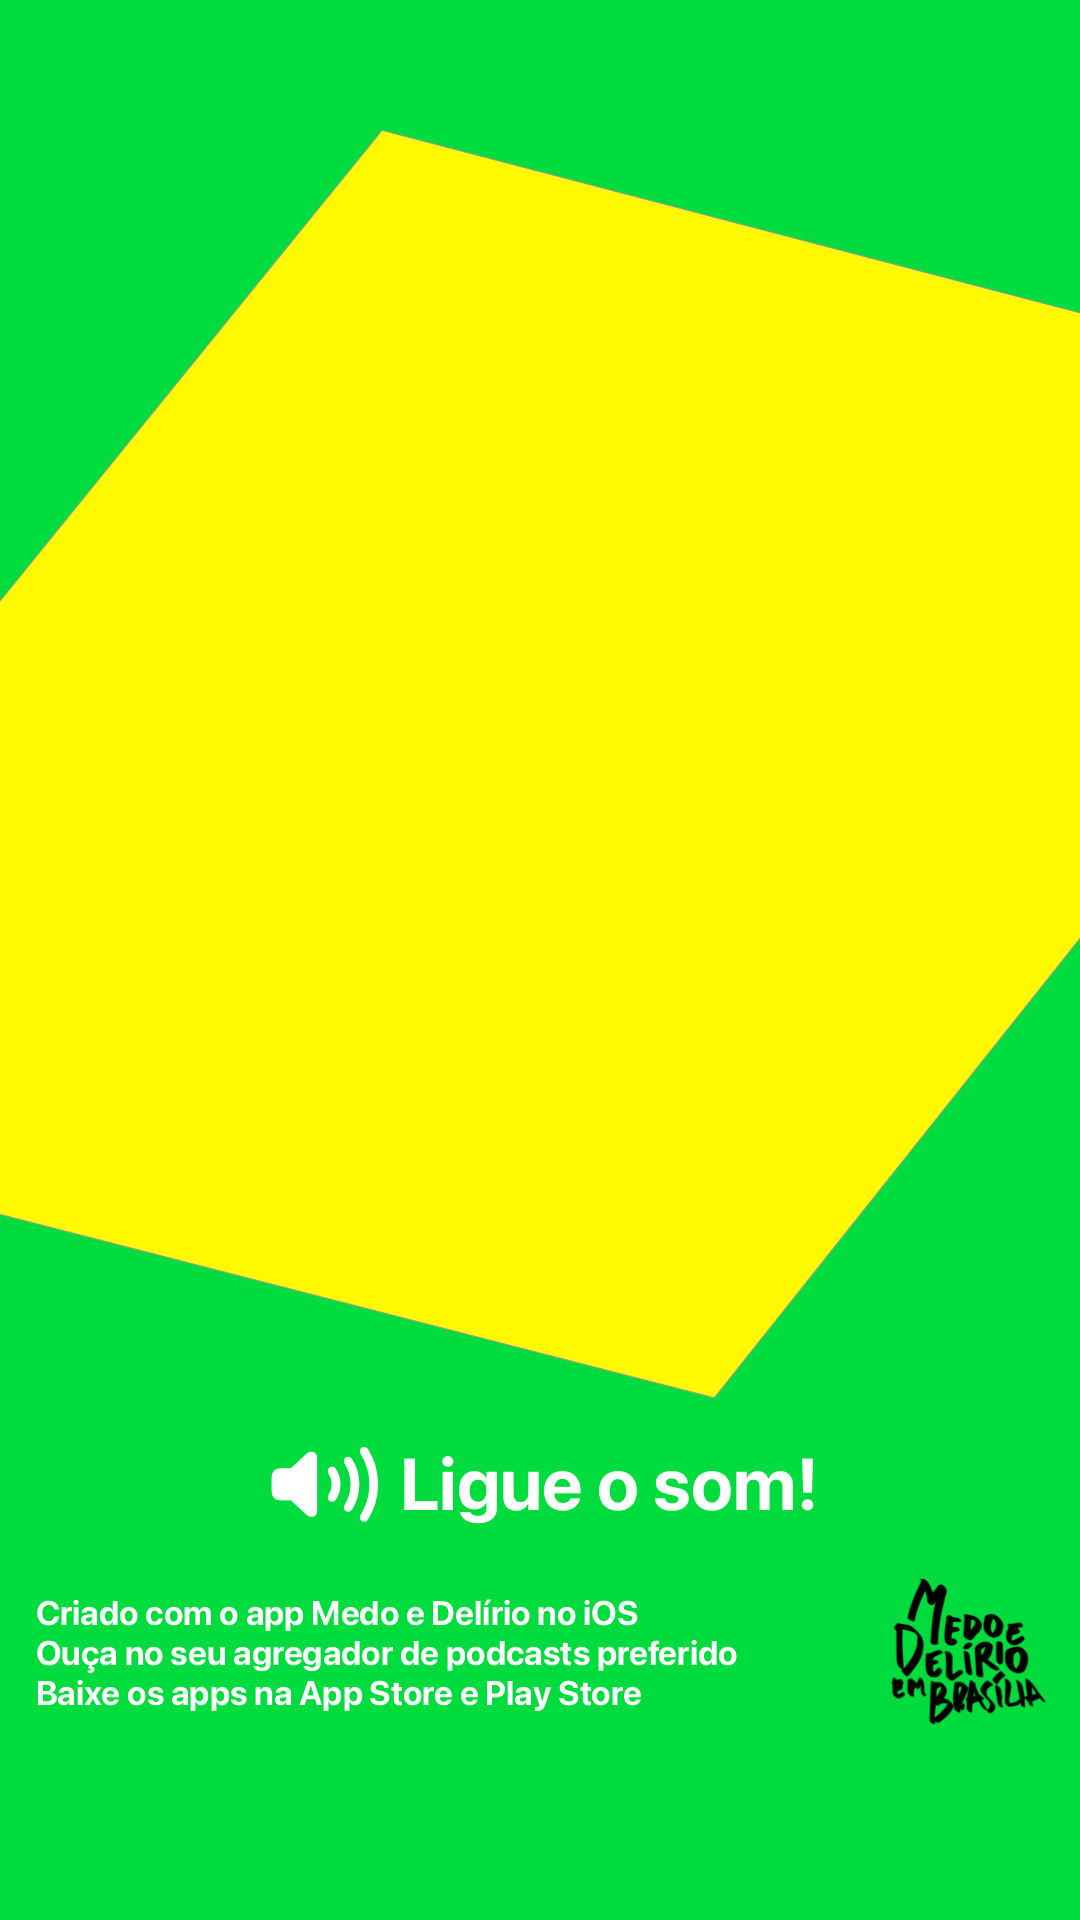 Ligue o som!
Criado com o app Medo e Delírio no iOS
Ouça no seu agregador de podcasts preferido
Baixe os apps na App Store e Play Store
MEDO E
DELÍRIO
EM BRASÍLIA